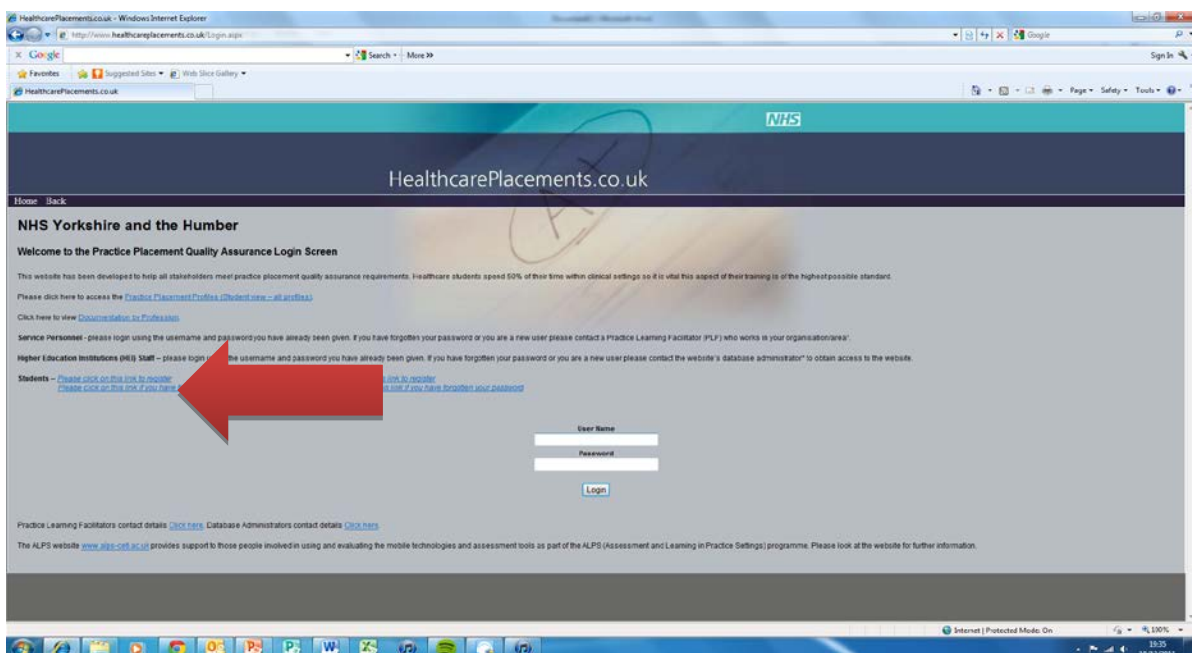 HealthcarePlacements.co.uk - Windows Internet Explorer
http://www.healthcareplacements.co.uk/Login.aspx
Google
x Google
Search
More >>
Sign In
Favorites
Suggested Sites
Web Slice Gallery
HealthcarePlacements.co.uk
Page
Safety
Tools
NHS
HealthcarePlacements.co.uk
Home Back
NHS Yorkshire and the Humber
Welcome to the Practice Placement Quality Assurance Login Screen
This website has been developed to help all stakeholders meet practice placement quality assurance requirements. Healthcare students spend 50% of their time within clinical settings so it is vital this aspect of their training is of the highest possible standard.
Please click here to access the Practice Placement Profiles (Student view – all profiles).
Click here to view Documentation by Profession.
Service Personnel - please login using the username and password you have already been given. If you have forgotten your password or you are a new user please contact a Practice Learning Facilitator (PLF) who works in your organisation/area*.
Higher Education Institutions (HEI) Staff – please login the username and password you have already been given. If you have forgotten your password or you are a new user please contact the website's database administrator* to obtain access to the website.
Students – Please click on this link to register link to register
Please click on this link if you have link if you have forgotten your password
User Name
Password
Login
Practice Learning Facilitators contact details Click here. Database Administrators contact details Click here.
The ALPS website www.alps-cetl.ac.uk provides support to those people involved in using and evaluating the mobile technologies and assessment tools as part of the ALPS (Assessment and Learning in Practice Settings) programme. Please look at the website for further information.
Internet | Protected Mode: On
100%
19:35